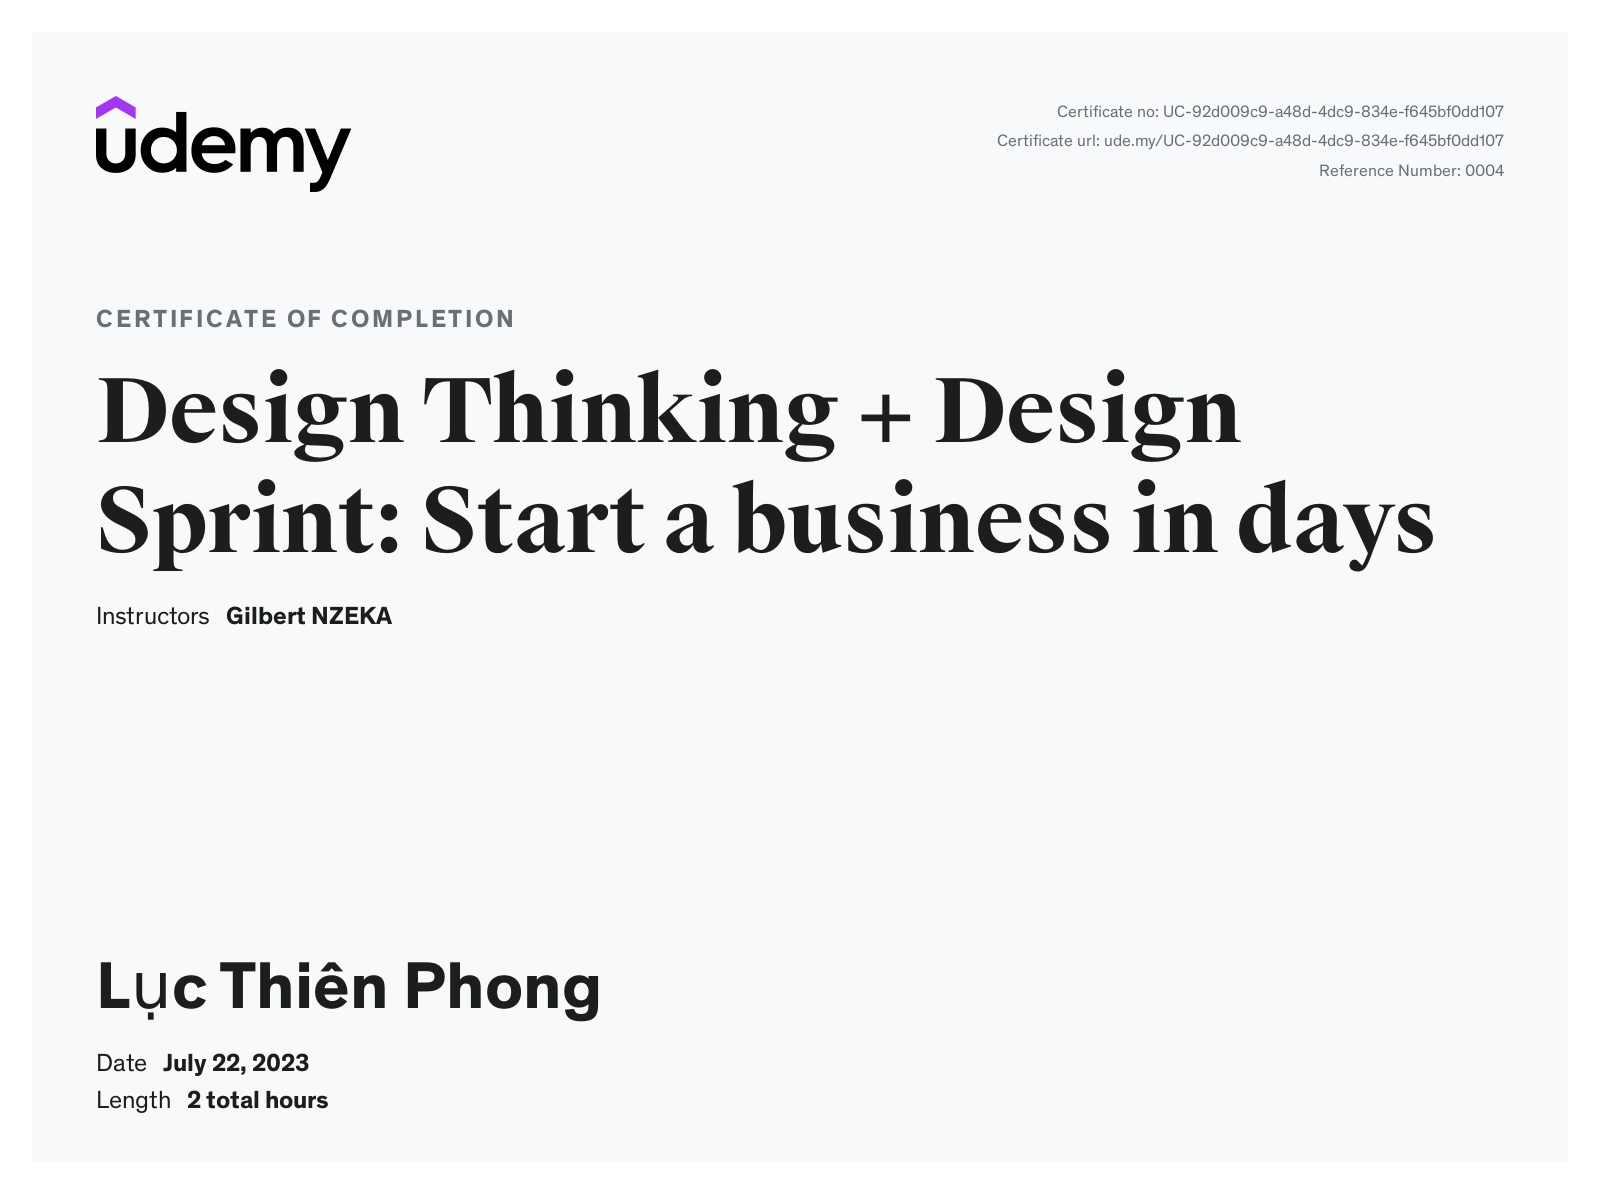 udemy
Certificate no: UC-92d009c9-a48d-4dc9-834e-f645bf0dd107
Certificate url: ude.my/UC-92d009c9-a48d-4dc9-834e-f645bf0dd107
Reference Number: 0004
CERTIFICATE OF COMPLETION
Design Thinking + Design
Sprint: Start a business in days
Instructors Gilbert NZEKA
Lục Thiên Phong
Date July 22, 2023
Length 2 total hours